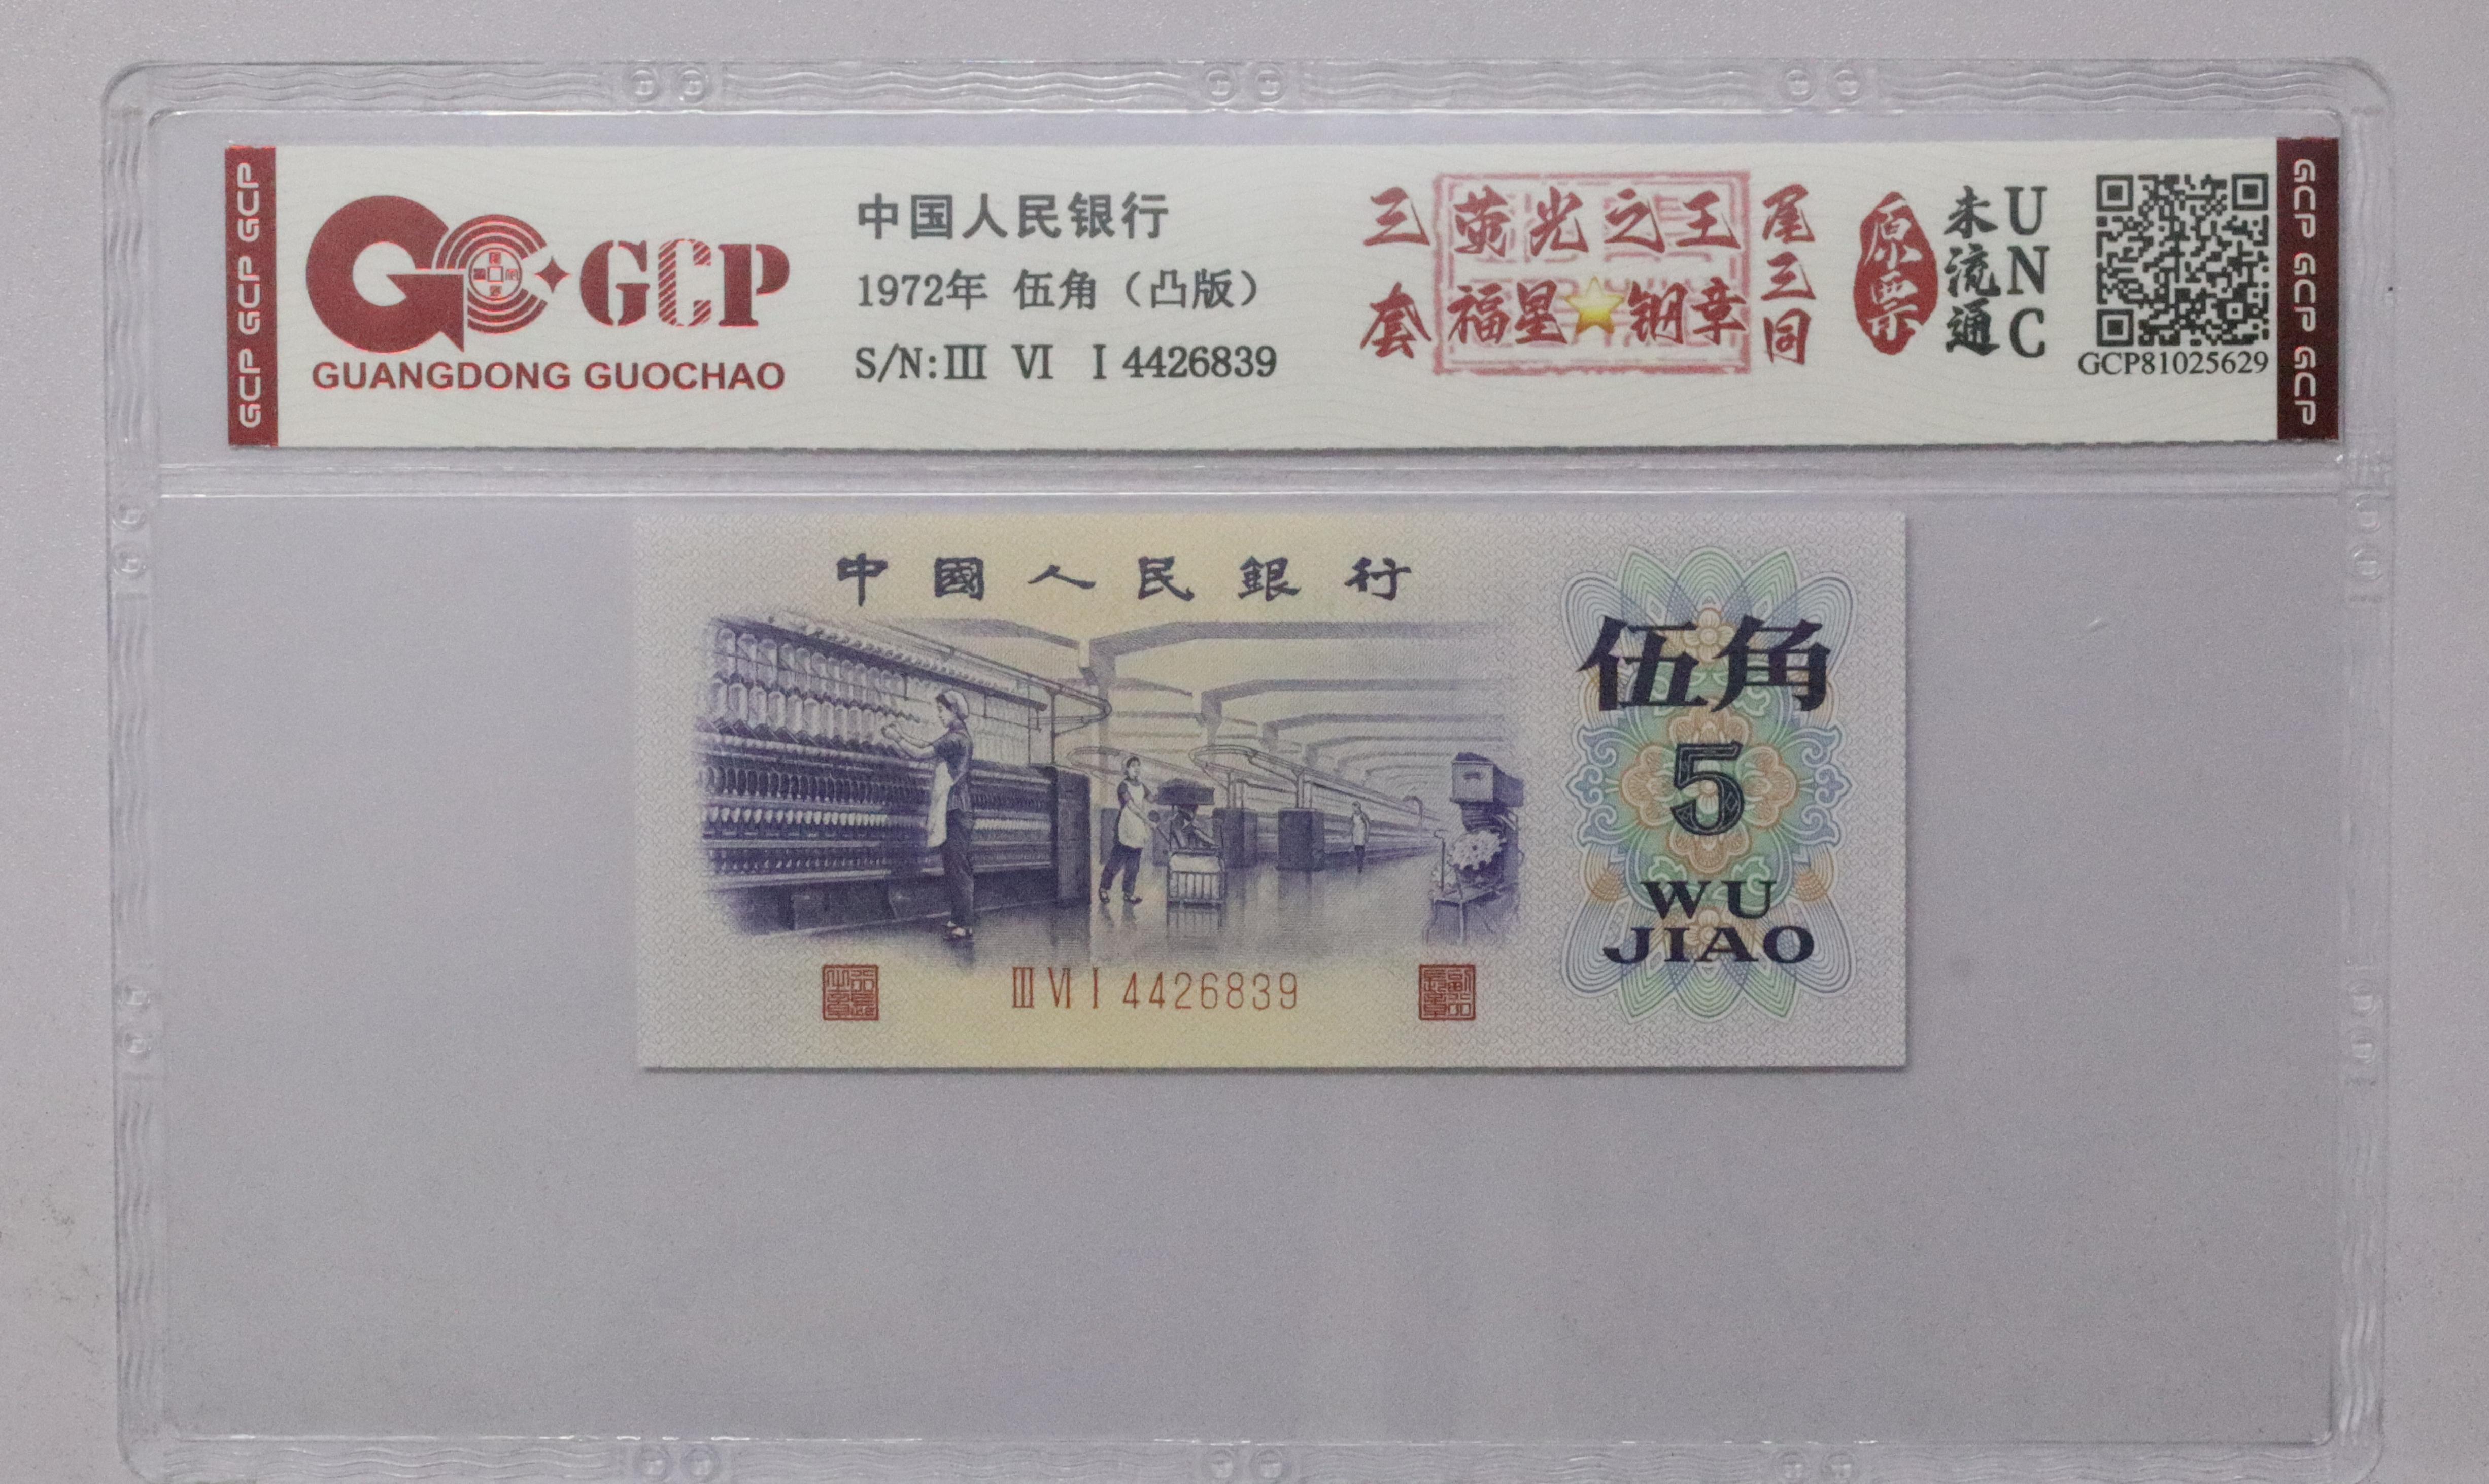 GCP GCP GCP
GCP
GUANGDONG GUOCHAO
中国人民银行
1972年 伍角（凸版）
S/N:Ⅲ Ⅵ Ⅰ 4426839
三套
荧光之王
福星⭐钢章
尾三同
原票
未流通
UNC
GCP81025629
GCP GCP GCP
中國人民銀行
伍角
5
WU
JIAO
Ⅲ Ⅵ Ⅰ 4426839